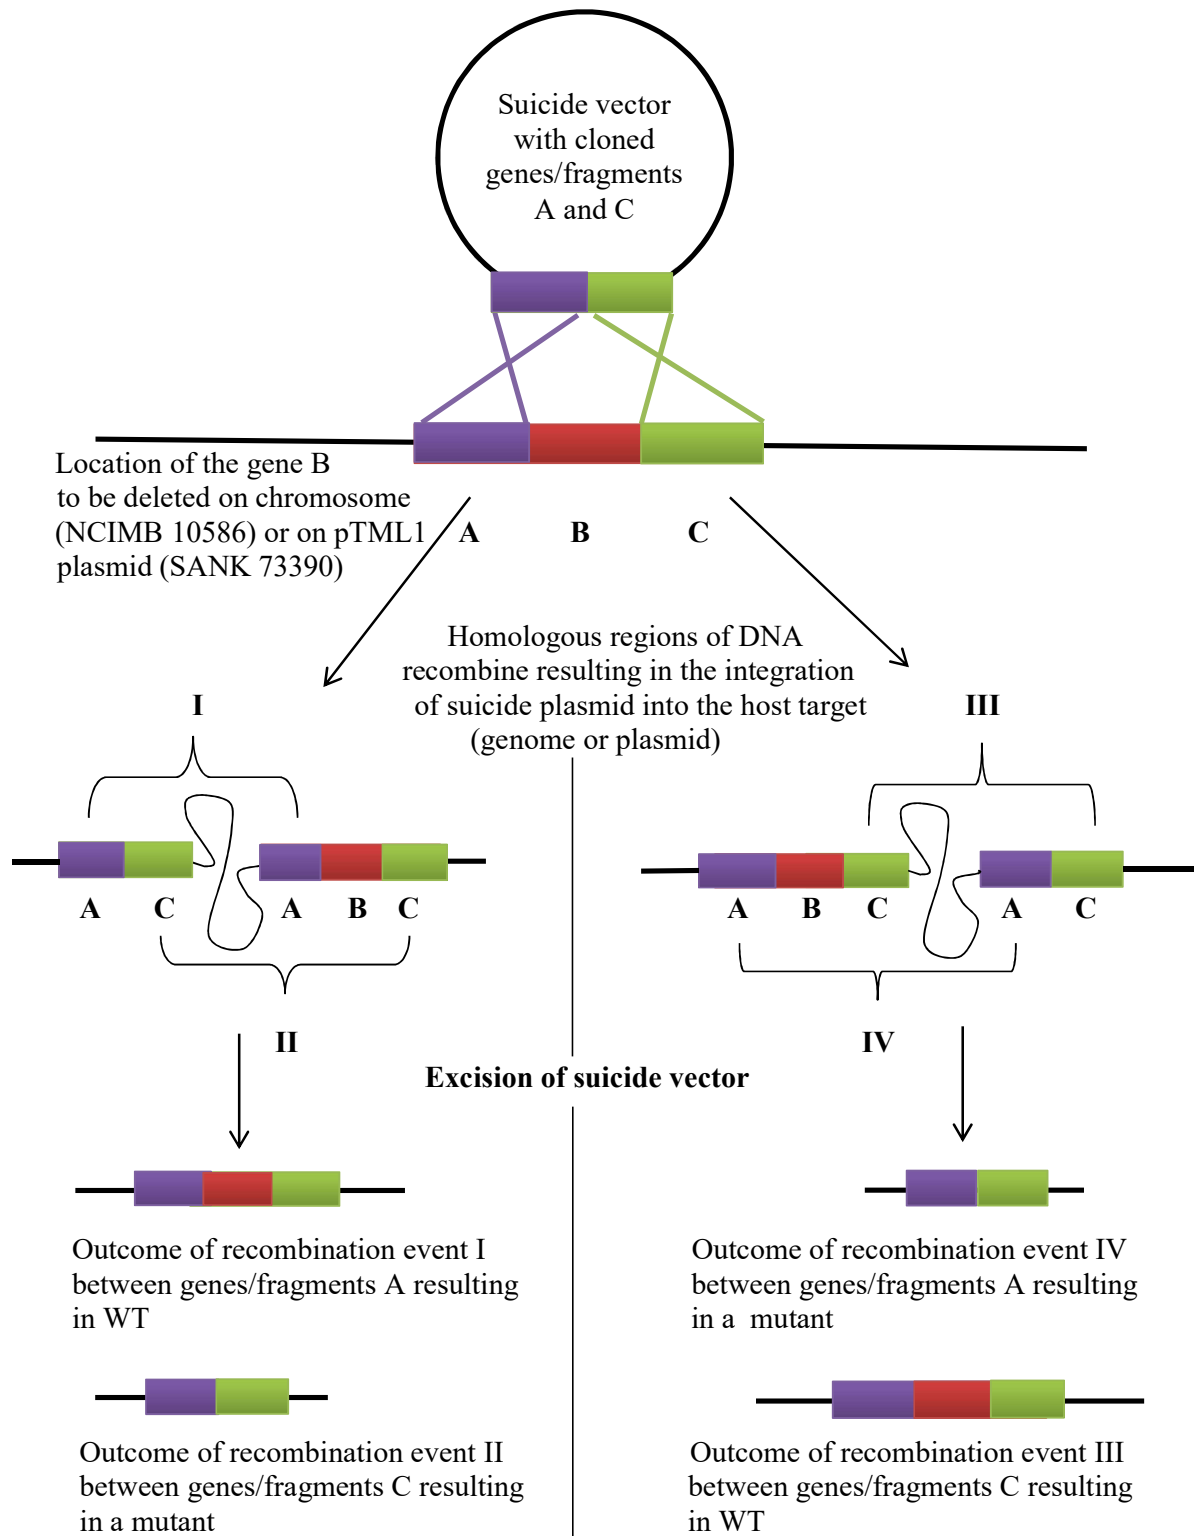 Suicide vector
with cloned
genes/fragments
A and C
Location of the gene B
to be deleted on chromosome
(NCIMB 10586) or on pTML1
plasmid (SANK 73390)
A B C
Homologous regions of DNA
recombine resulting in the integration
of suicide plasmid into the host target
(genome or plasmid)
I
III
A C A B C
A B C A C
II
IV
Excision of suicide vector
Outcome of recombination event I
between genes/fragments A resulting
in WT
Outcome of recombination event IV
between genes/fragments A resulting
in a mutant
Outcome of recombination event II
between genes/fragments C resulting
in a mutant
Outcome of recombination event III
between genes/fragments C resulting
in WT